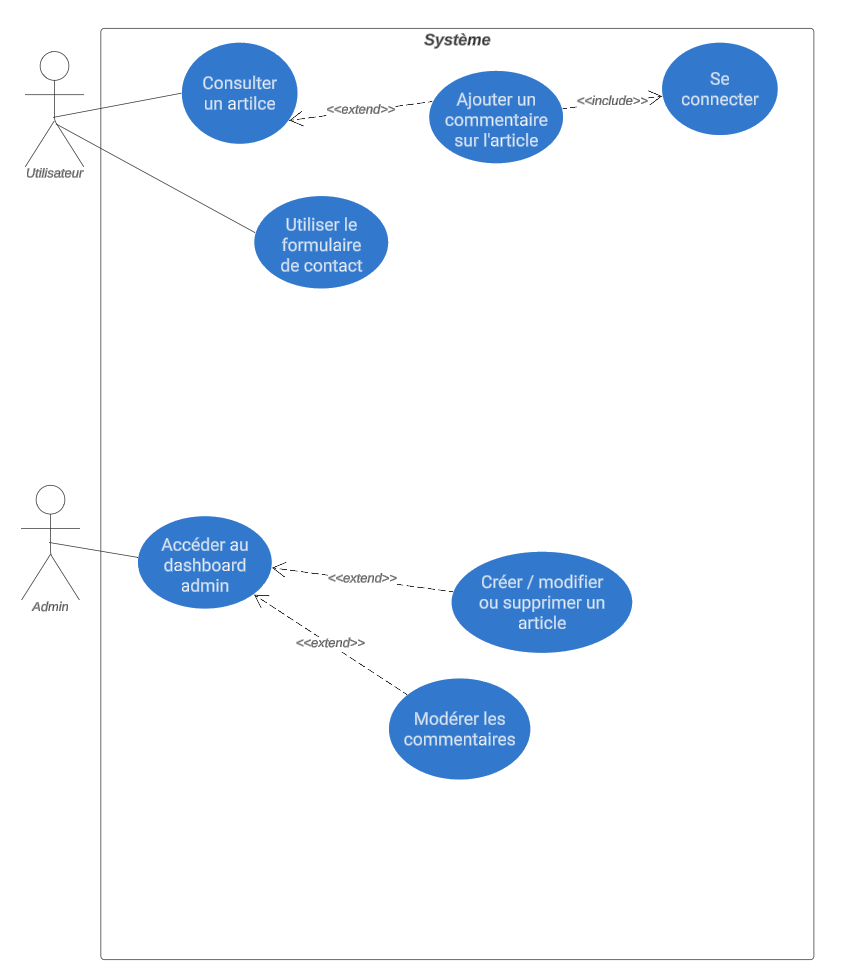 Système
Consulter
un artilce
<<extend>>
Ajouter un
commentaire
sur l'article
<<include>>
Se
connecter
Utilisateur
Utiliser le
formulaire
de contact
Admin
Accéder au
dashboard
admin
<<extend>>
Créer / modifier
ou supprimer un
article
<<extend>>
Modérer les
commentaires